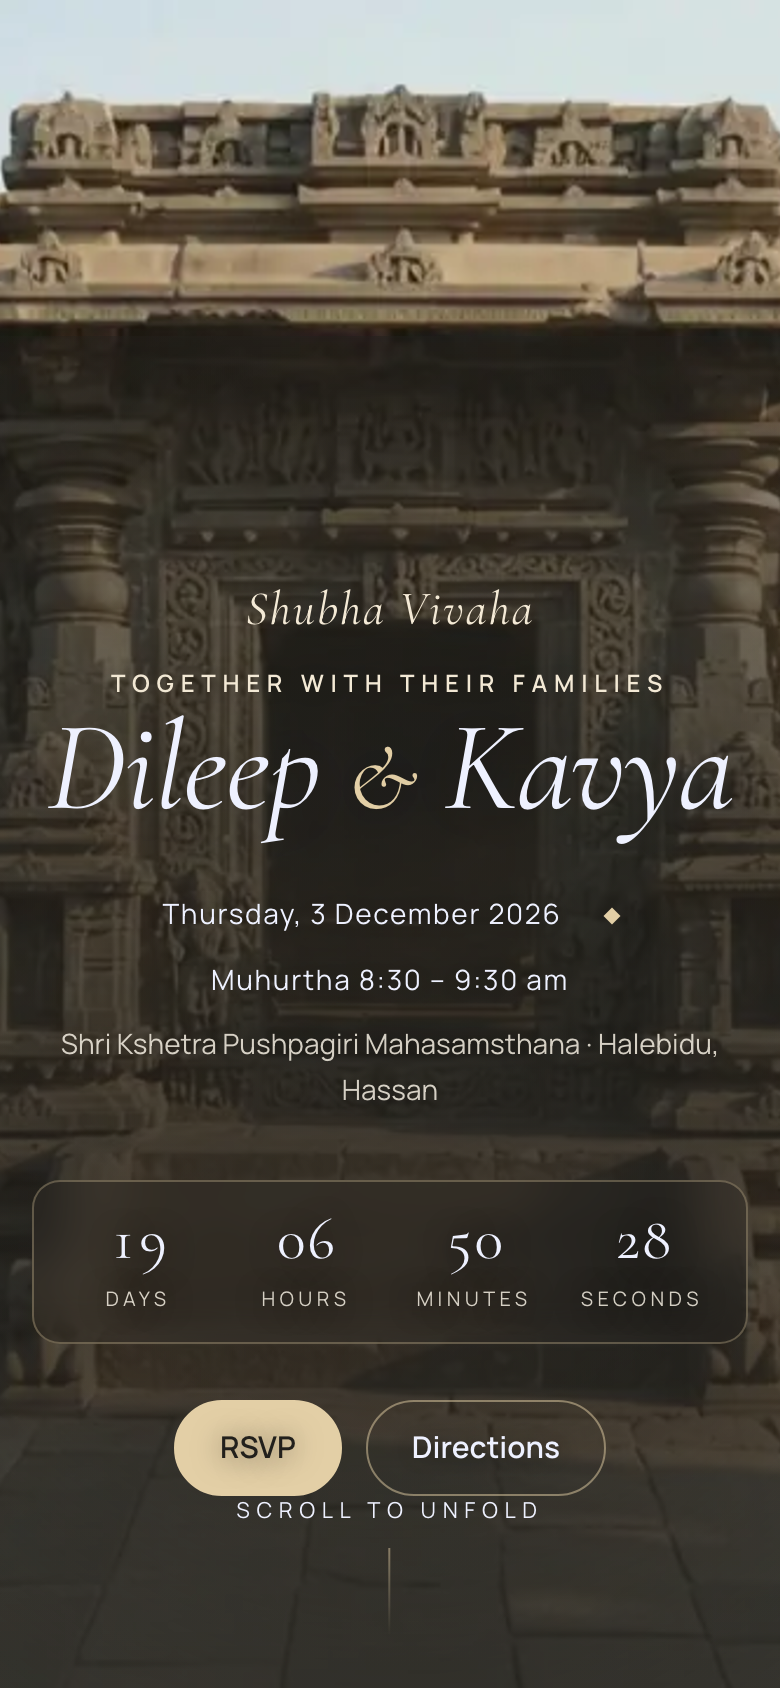 Shubha Vivaha
TOGETHER WITH THEIR FAMILIES
Dileep & Kavya
Thursday, 3 December 2026 ◆
Muhurtha 8:30 – 9:30 am
Shri Kshetra Pushpagiri Mahasamsthana · Halebidu,
Hassan
19 06 50 28
DAYS HOURS MINUTES SECONDS
RSVP Directions
SCROLL TO UNFOLD